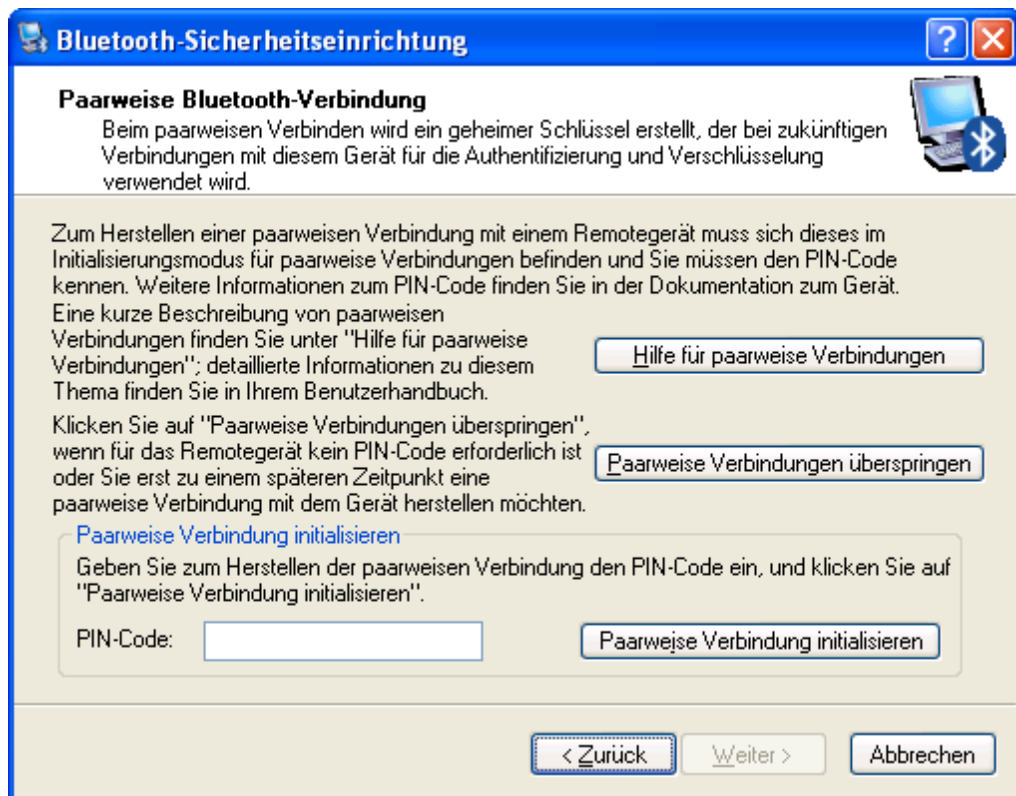 Bluetooth-Sicherheitseinrichtung
Paarweise Bluetooth-Verbindung
Beim paarweisen Verbinden wird ein geheimer Schlüssel erstellt, der bei zukünftigen
Verbindungen mit diesem Gerät für die Authentifizierung und Verschlüsselung
verwendet wird.
Zum Herstellen einer paarweisen Verbindung mit einem Remotegerät muss sich dieses im
Initialisierungsmodus für paarweise Verbindungen befinden und Sie müssen den PIN-Code
kennen. Weitere Informationen zum PIN-Code finden Sie in der Dokumentation zum Gerät.
Eine kurze Beschreibung von paarweisen
Verbindungen finden Sie unter "Hilfe für paarweise
Verbindungen"; detaillierte Informationen zu diesem
Thema finden Sie in Ihrem Benutzerhandbuch.
Hilfe für paarweise Verbindungen
Klicken Sie auf "Paarweise Verbindungen überspringen",
wenn für das Remotegerät kein PIN-Code erforderlich ist
oder Sie erst zu einem späteren Zeitpunkt eine
paarweise Verbindung mit dem Gerät herstellen möchten.
Paarweise Verbindungen überspringen
Paarweise Verbindung initialisieren
Geben Sie zum Herstellen der paarweisen Verbindung den PIN-Code ein, und klicken Sie auf
"Paarweise Verbindung initialisieren".
PIN-Code:
Paarweise Verbindung initialisieren
< Zurück
Weiter >
Abbrechen